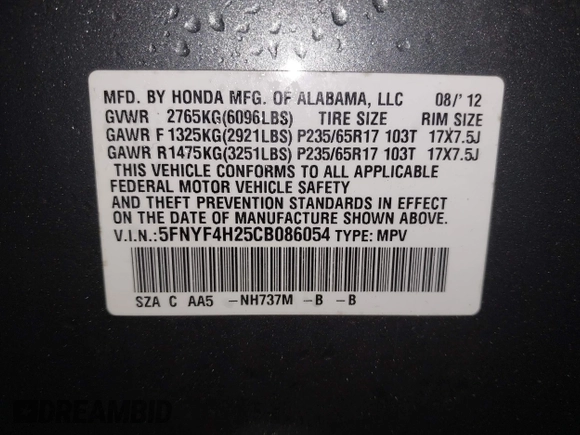 MFD. BY HONDA MFG. OF ALABAMA, LLC 08/'12
GVWR 2765KG(6096LBS) TIRE SIZE RIM SIZE
GAWR F1325KG(2921LBS) P235/65R17 103T 17X7.5J
GAWR R1475KG(3251LBS) P235/65R17 103T 17X7.5J
THIS VEHICLE CONFORMS TO ALL APPLICABLE
FEDERAL MOTOR VEHICLE SAFETY
AND THEFT PREVENTION STANDARDS IN EFFECT
ON THE DATE OF MANUFACTURE SHOWN ABOVE.
V.I.N.:5FNYF4H25CB086054 TYPE: MPV
SZA C AA5 -NH737M -B -B
DREAMBID